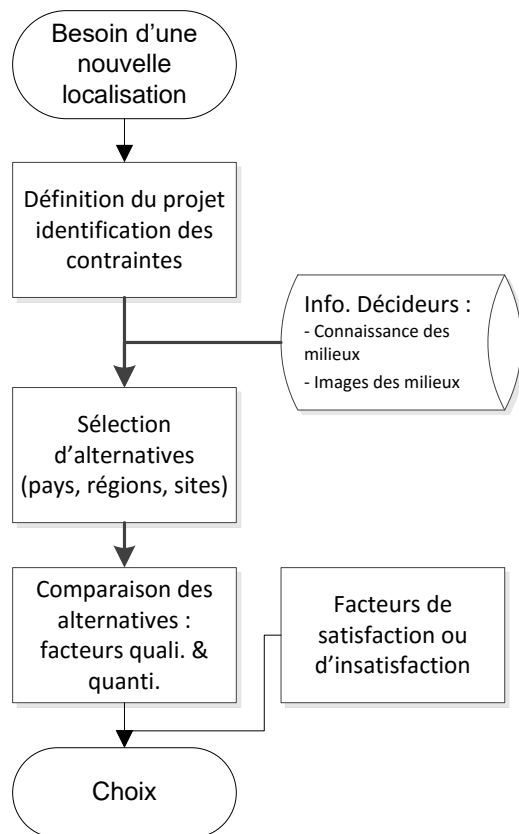 Besoin d’une
nouvelle
localisation
Définition du projet
identification des
contraintes
Info. Décideurs :
- Connaissance des
milieux
- Images des milieux
Sélection
d’alternatives
(pays, régions, sites)
Comparaison des
alternatives :
facteurs quali. &
quanti.
Facteurs de
satisfaction ou
d’insatisfaction
Choix